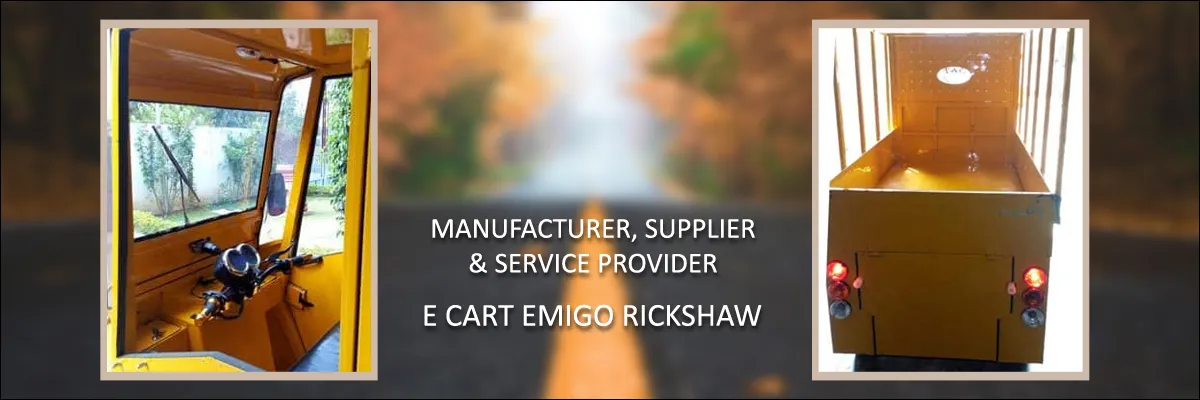 MANUFACTURER, SUPPLIER
& SERVICE PROVIDER
E CART EMIGO RICKSHAW